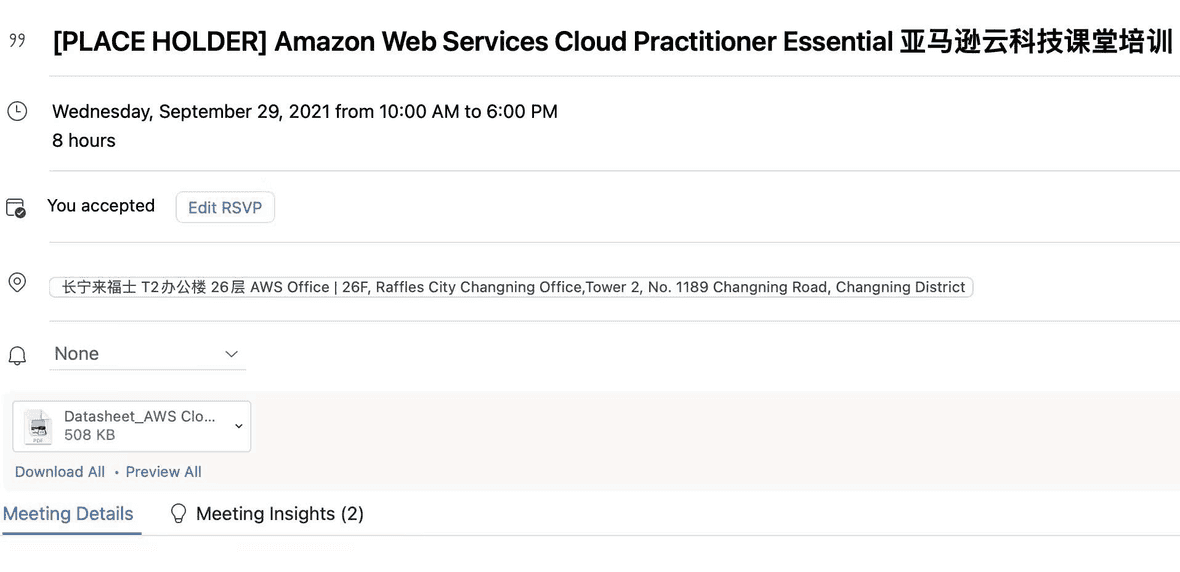 [PLACE HOLDER] Amazon Web Services Cloud Practitioner Essential 亚马逊云科技课堂培训
Wednesday, September 29, 2021 from 10:00 AM to 6:00 PM
8 hours
You accepted Edit RSVP
长宁来福士 T2办公楼 26层 AWS Office | 26F, Raffles City Changning Office,Tower 2, No. 1189 Changning Road, Changning District
None
Datasheet_AWS Clo...
PDF
508 KB
Download All • Preview All
Meeting Details Meeting Insights (2)